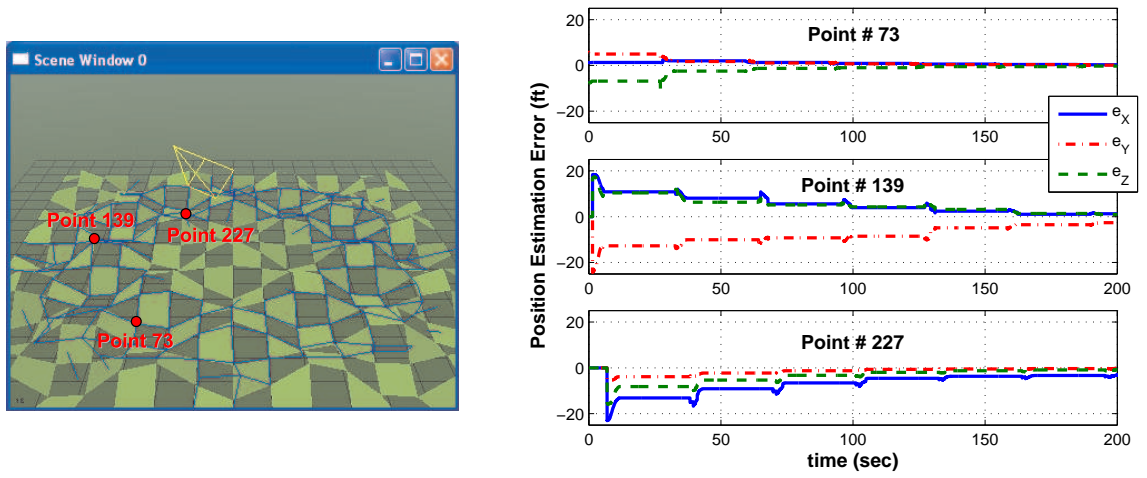 Scene Window 0
Point 139
Point 227
Point 73
Position Estimation Error (ft)
20
0
−20
Point # 73
0
50
100
150
e_X
e_Y
e_Z
20
0
−20
Point # 139
0
50
100
150
200
20
0
−20
Point # 227
0
50
100
150
200
time (sec)